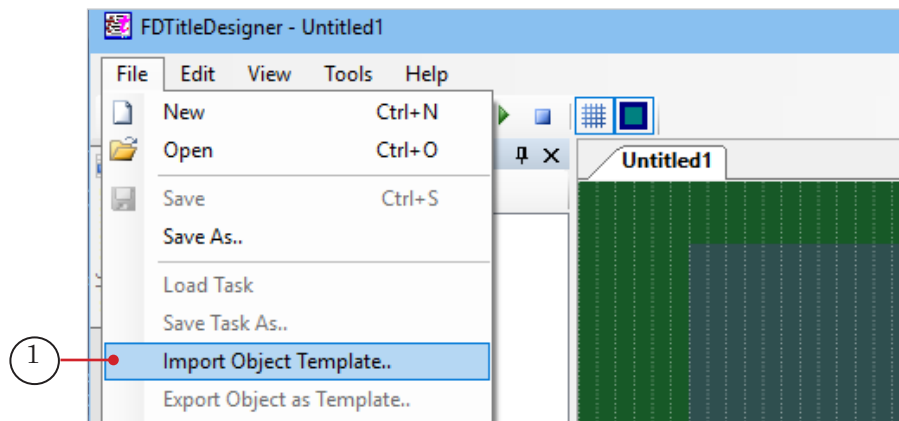 FDTitleDesigner - Untitled1
File Edit View Tools Help
New Ctrl+N
Open Ctrl+O
Untitled1
Save Ctrl+S
Save As..
Load Task
Save Task As..
1 Import Object Template..
Export Object as Template..